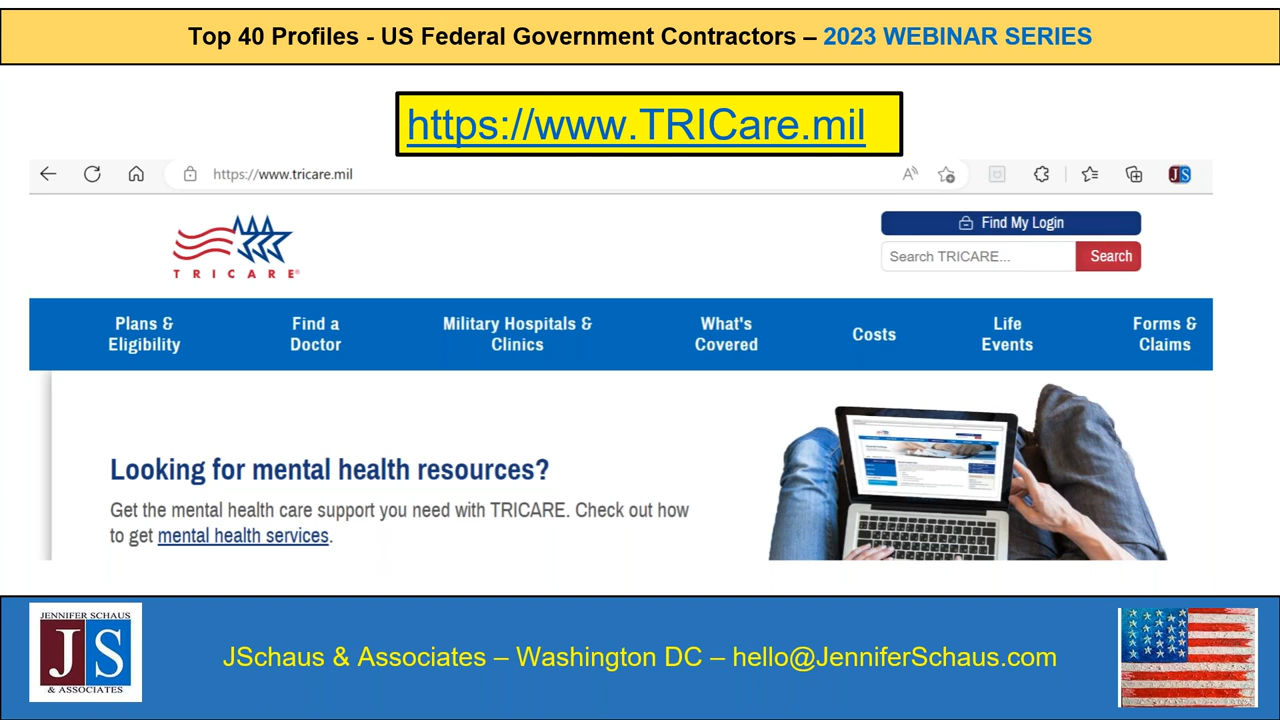 Top 40 Profiles - US Federal Government Contractors – 2023 WEBINAR SERIES
https://www.TRICare.mil
https://www.tricare.mil
JS
TRICARE®
Find My Login
Search TRICARE...
Search
Plans &
Eligibility
Find a
Doctor
Military Hospitals &
Clinics
What's
Covered
Costs
Life
Events
Forms &
Claims
Looking for mental health resources?
Get the mental health care support you need with TRICARE. Check out how
to get mental health services.
JENNIFER SCHAUS
JS
& ASSOCIATES
JSchaus & Associates – Washington DC – hello@JenniferSchaus.com